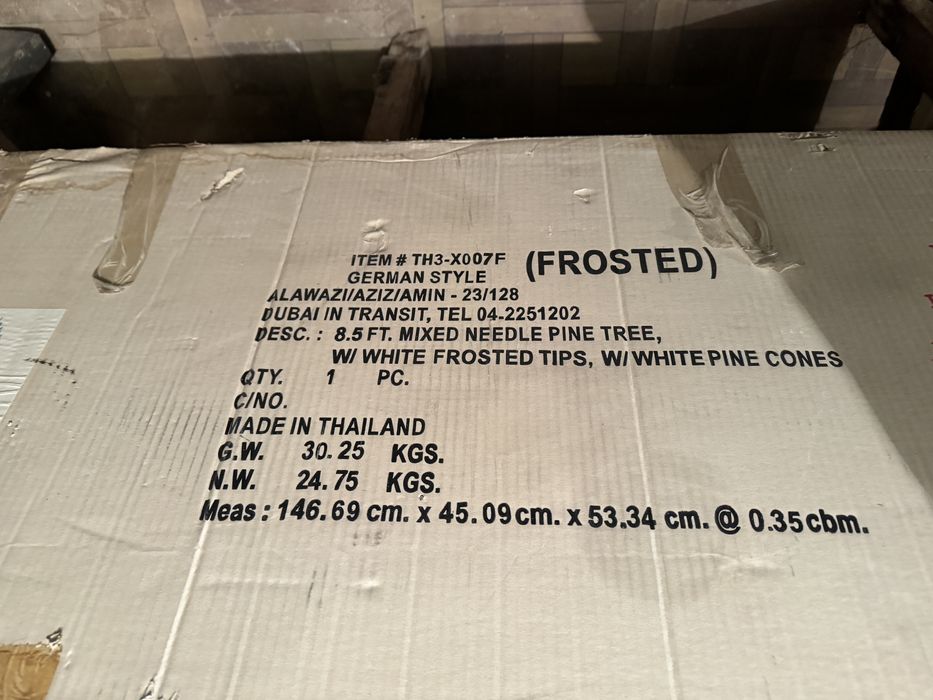 ITEM # TH3-X007F (FROSTED)
GERMAN STYLE
ALAWAZI/AZIZ/AMIN - 23/128
DUBAI IN TRANSIT, TEL 04-2251202
DESC. : 8.5 FT. MIXED NEEDLE PINE TREE,
W/ WHITE FROSTED TIPS, W/ WHITE PINE CONES
QTY. 1 PC.
C/NO.
MADE IN THAILAND
G.W. 30.25 KGS.
N.W. 24.75 KGS.
Meas : 146.69 cm. x 45.09 cm. x 53.34 cm. @ 0.35 cbm.